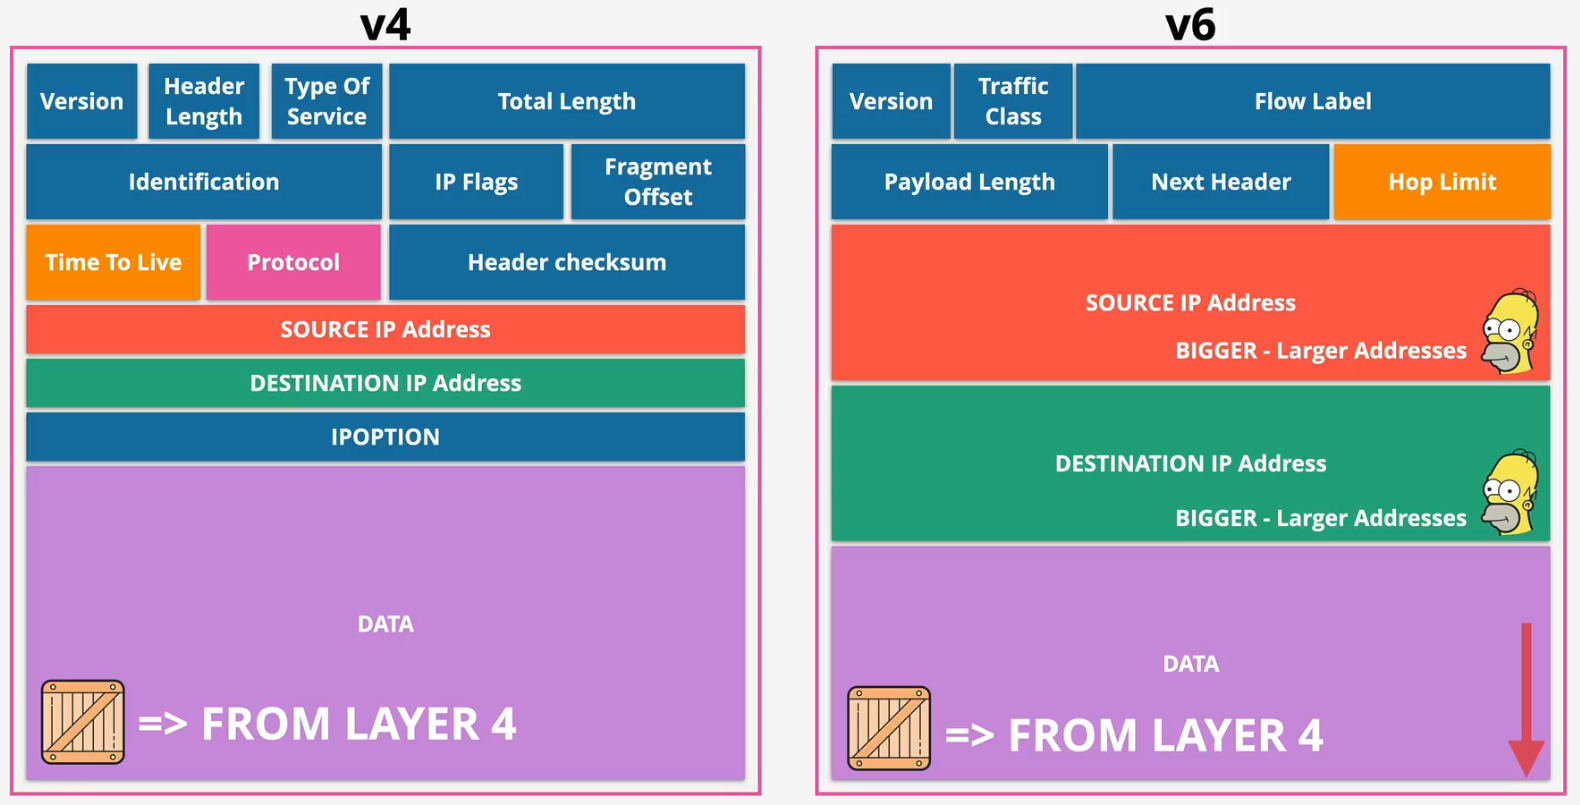 v4
Version
Header
Length
Type Of
Service
Total Length
Identification
IP Flags
Fragment
Offset
Time To Live
Protocol
Header checksum
SOURCE IP Address
DESTINATION IP Address
IPOPTION
DATA
=> FROM LAYER 4
v6
Version
Traffic
Class
Flow Label
Payload Length
Next Header
Hop Limit
SOURCE IP Address
BIGGER - Larger Addresses
DESTINATION IP Address
BIGGER - Larger Addresses
DATA
=> FROM LAYER 4